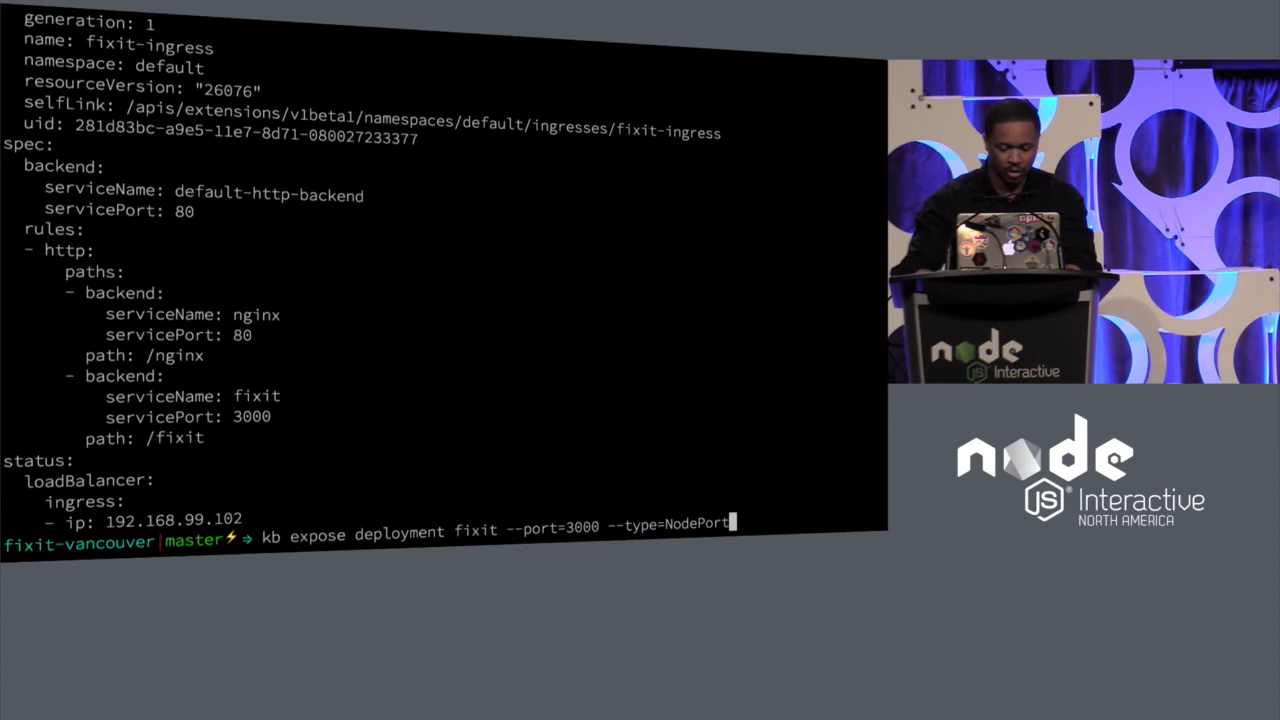 generation: 1
name: fixit-ingress
namespace: default
resourceVersion: "26076"
selfLink: /apis/extensions/v1beta1/namespaces/default/ingresses/fixit-ingress
uid: 281d83bc-a9e5-11e7-8d71-080027233377
spec:
backend:
serviceName: default-http-backend
servicePort: 80
rules:
- http:
paths:
- backend:
serviceName: nginx
servicePort: 80
path: /nginx
- backend:
serviceName: fixit
servicePort: 3000
path: /fixit
status:
loadBalancer:
ingress:
- ip: 192.168.99.102
fixit-vancouver|master⚡⇒ kb expose deployment fixit --port=3000 --type=NodePort
node
JS Interactive
node
JS® Interactive
NORTH AMERICA